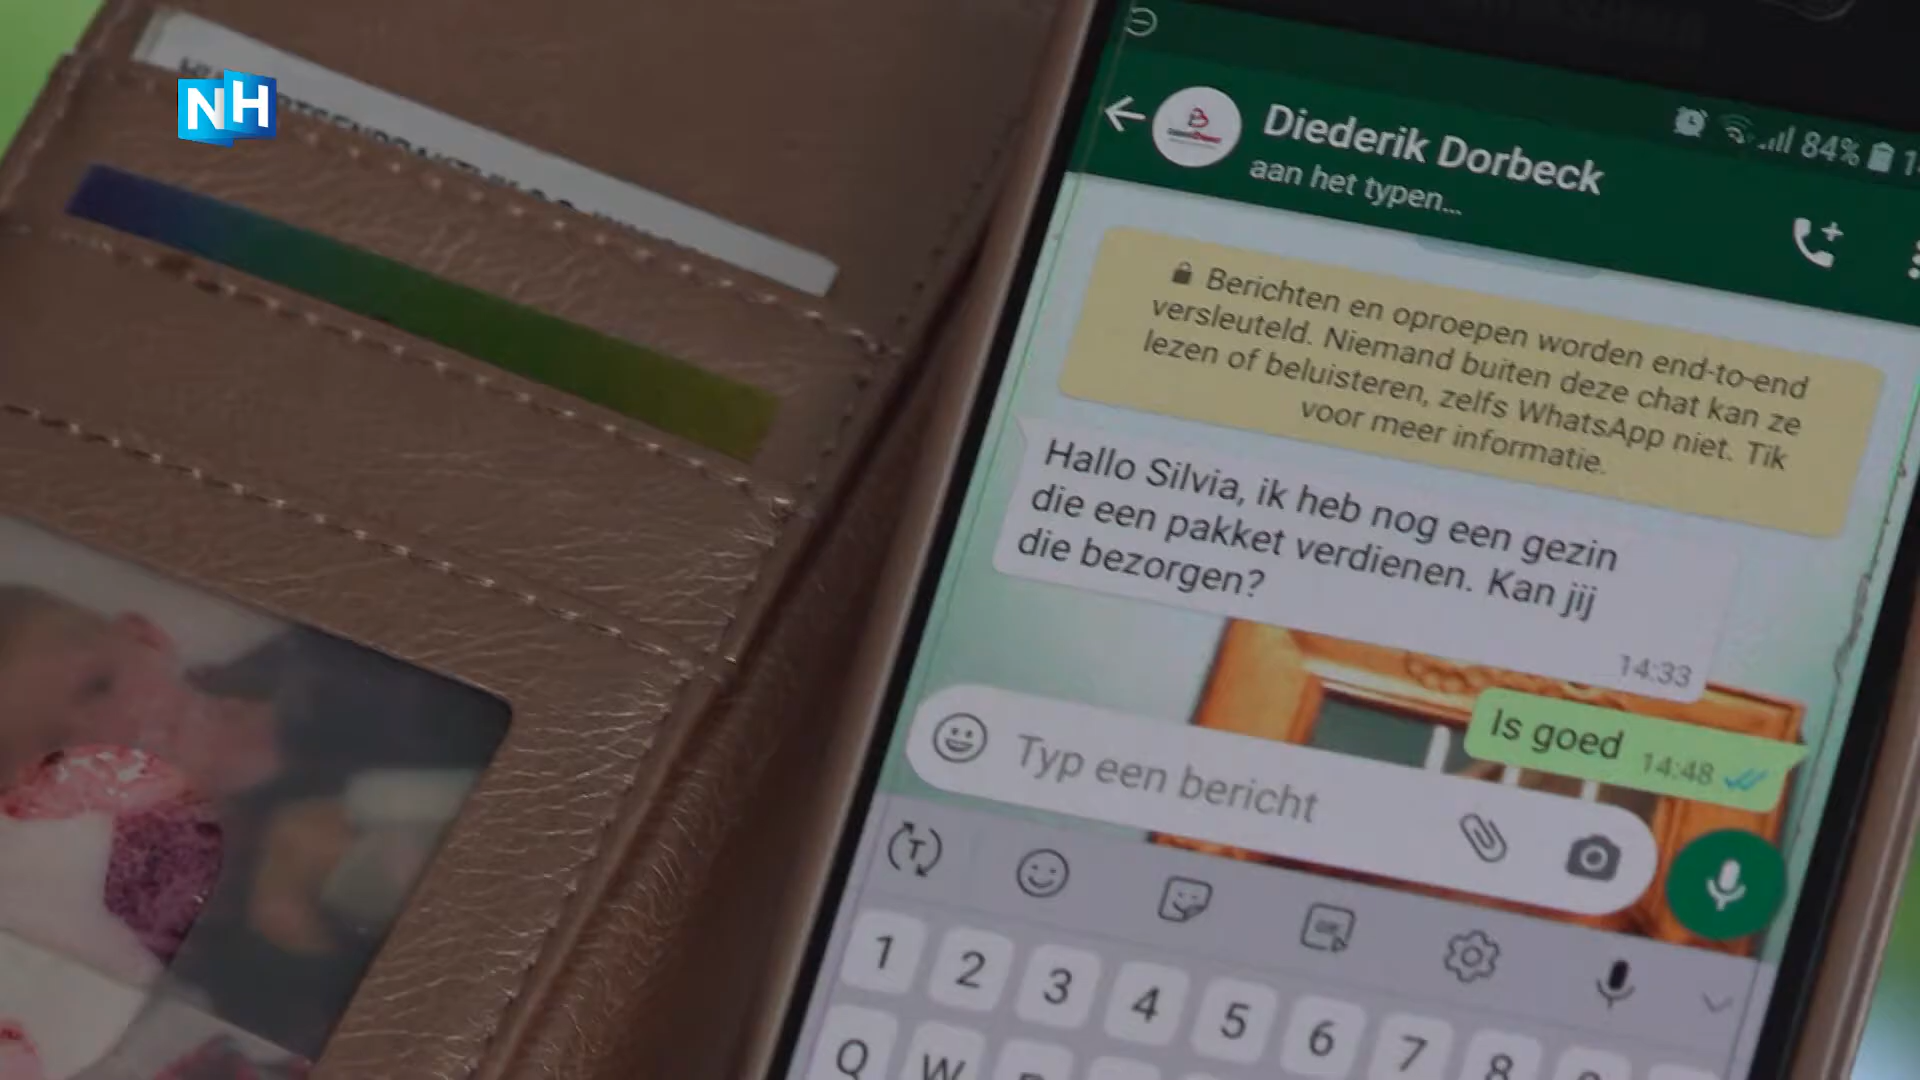 NH
Diederik Dorbeck
aan het typen...
84%
Berichten en oproepen worden end-to-end
versleuteld. Niemand buiten deze chat kan ze
lezen of beluisteren, zelfs WhatsApp niet. Tik
voor meer informatie.
Hallo Silvia, ik heb nog een gezin
die een pakket verdienen. Kan jij
die bezorgen?
14:33
Is goed 14:48
Typ een bericht
GIF
1 2 3 4 5 6 7 8
Q W